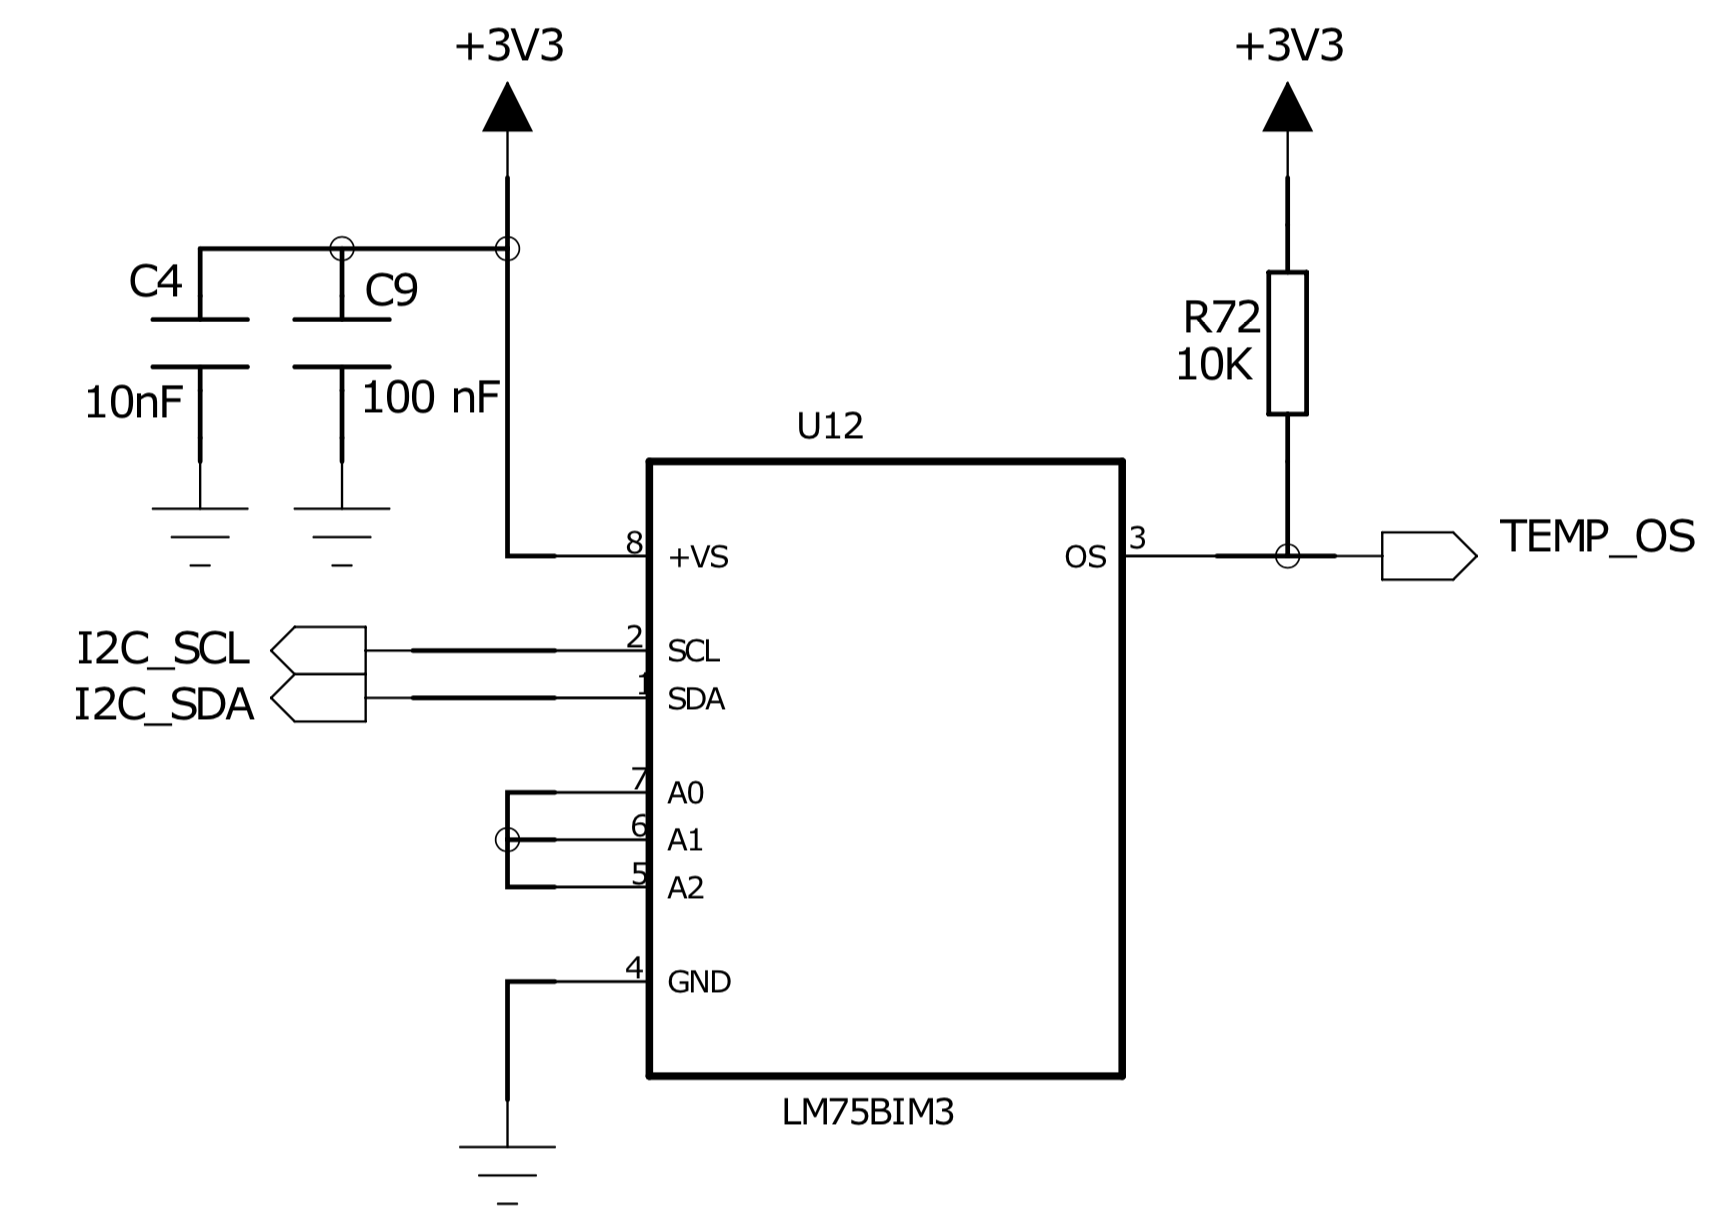 +3V3
+3V3
C4
C9
10nF
100 nF
R72
10K
U12
8
+VS
OS
3
TEMP_OS
I2C_SCL
2
SCL
I2C_SDA
1
SDA
7
A0
6
A1
5
A2
4
GND
LM75BIM3